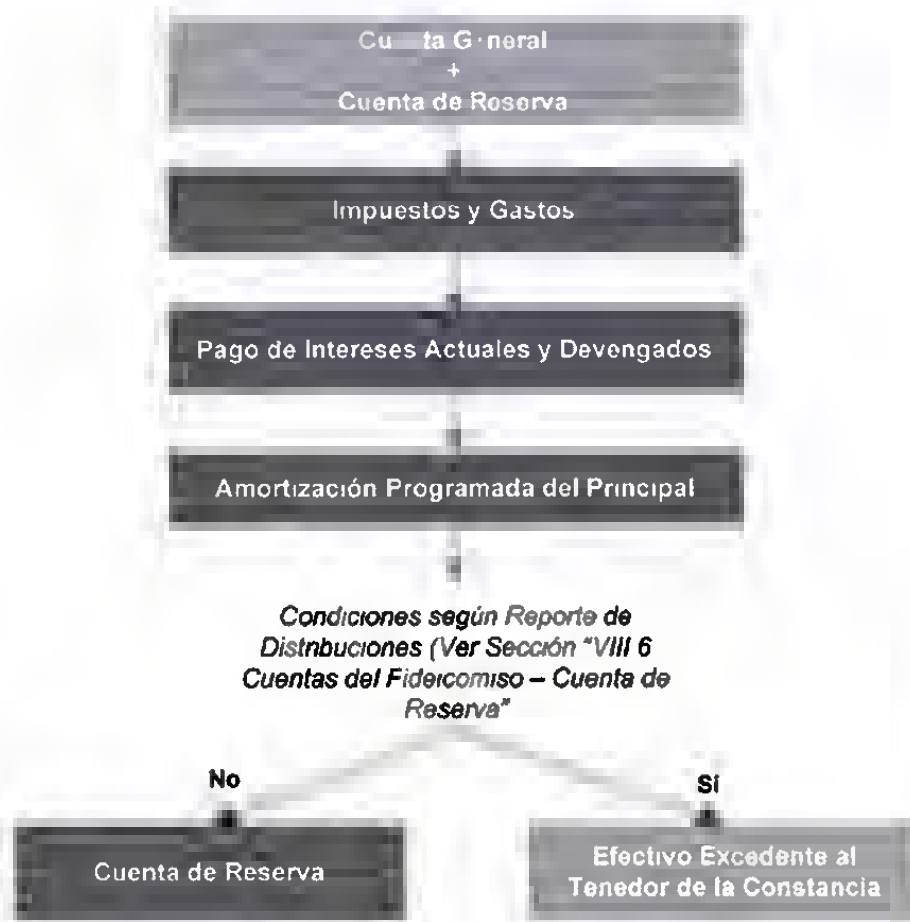 General
+
Cuenta de Reserva
Impuestos y Gastos
Pago de Intereses Actuales y Devengados
Amortización Programada del Principal
Condiciones según Reporte de
Distribuciones (Ver Sección "VIII 6
Cuentas del Fideicomiso – Cuenta de
Reserva"
No
Sí
Cuenta de Reserva
Efectivo Excedente al
Tenedor de la Constancia